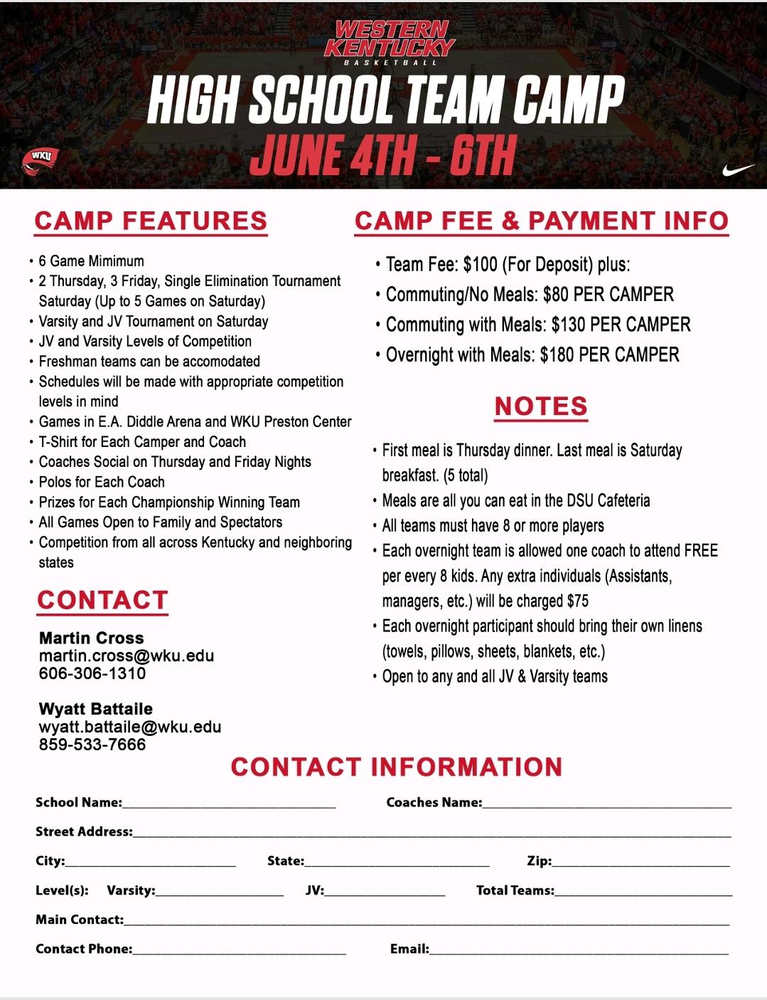 WESTERN
KENTUCKY
BASKETBALL
HIGH SCHOOL TEAM CAMP
JUNE 4TH - 6TH
WKU
CAMP FEATURES
• 6 Game Mimimum
• 2 Thursday, 3 Friday, Single Elimination Tournament
Saturday (Up to 5 Games on Saturday)
• Varsity and JV Tournament on Saturday
• JV and Varsity Levels of Competition
• Freshman teams can be accomodated
• Schedules will be made with appropriate competition
levels in mind
• Games in E.A. Diddle Arena and WKU Preston Center
• T-Shirt for Each Camper and Coach
• Coaches Social on Thursday and Friday Nights
• Polos for Each Coach
• Prizes for Each Championship Winning Team
• All Games Open to Family and Spectators
• Competition from all across Kentucky and neighboring
states
CONTACT
Martin Cross
martin.cross@wku.edu
606-306-1310
Wyatt Battaile
wyatt.battaile@wku.edu
859-533-7666
CAMP FEE & PAYMENT INFO
• Team Fee: $100 (For Deposit) plus:
• Commuting/No Meals: $80 PER CAMPER
• Commuting with Meals: $130 PER CAMPER
• Overnight with Meals: $180 PER CAMPER
NOTES
• First meal is Thursday dinner. Last meal is Saturday
breakfast. (5 total)
• Meals are all you can eat in the DSU Cafeteria
• All teams must have 8 or more players
• Each overnight team is allowed one coach to attend FREE
per every 8 kids. Any extra individuals (Assistants,
managers, etc.) will be charged $75
• Each overnight participant should bring their own linens
(towels, pillows, sheets, blankets, etc.)
• Open to any and all JV & Varsity teams
CONTACT INFORMATION
School Name:______________________________ Coaches Name:___________________________________
Street Address:____________________________________________________________________________________
City:________________________ State:__________________________ Zip:_________________________
Level(s): Varsity:__________________ JV:_________________ Total Teams:_________________________
Main Contact:_____________________________________________________________________________________
Contact Phone:______________________________ Email:__________________________________________